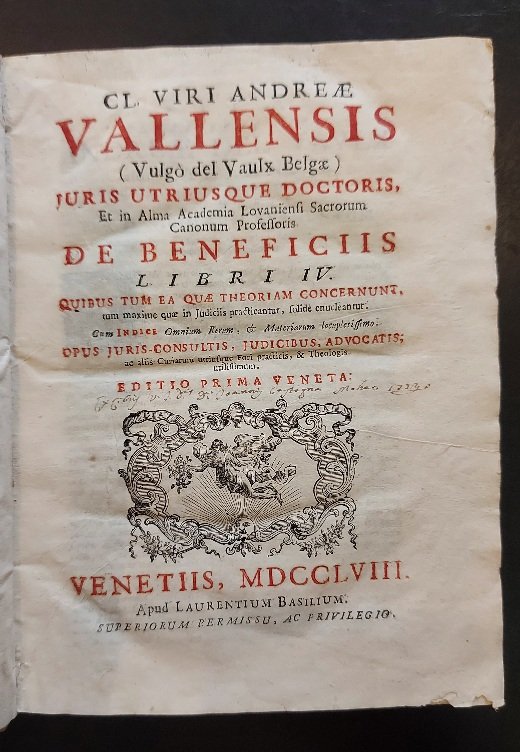 CL. VIRI ANDREÆ
VALLENSIS
(Vulgò del Vaulx Belgæ)
JURIS UTRIUSQUE DOCTORIS,
Et in Alma Academia Lovaniensi Sacrorum
Canonum Professoris
DE BENEFICIIS
LIBRI IV.
QUIBUS TUM EA QUÆ THEORIAM CONCERNUNT,
tum maxime quæ in Judiciis practicantur, solide enucleantur.
Cum INDICE Omnium Rerum, & Materiarum locupletissimo.
OPUS JURIS-CONSULTIS, JUDICIBUS, ADVOCATIS;
ac aliis Curiarum utriusque Fori practicis, & Theologis
utilissimum.
EDITIO PRIMA VENETA.
VENETIIS, MDCCLVIII.
Apud LAURENTIUM BASILIUM.
SUPERIORUM PERMISSU, AC PRIVILEGIO.